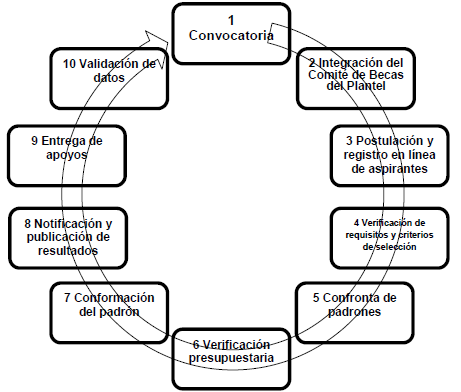 1
Convocatoria
2 Integración del
Comité de Becas
del Plantel
3 Postulación y
registro en línea
de aspirantes
4 Verificación de
requisitos y criterios
de selección
5 Confronta de
padrones
6 Verificación
presupuestaria
7 Conformación
del padrón
8 Notificación y
publicación de
resultados
9 Entrega de
apoyos
10 Validación de
datos